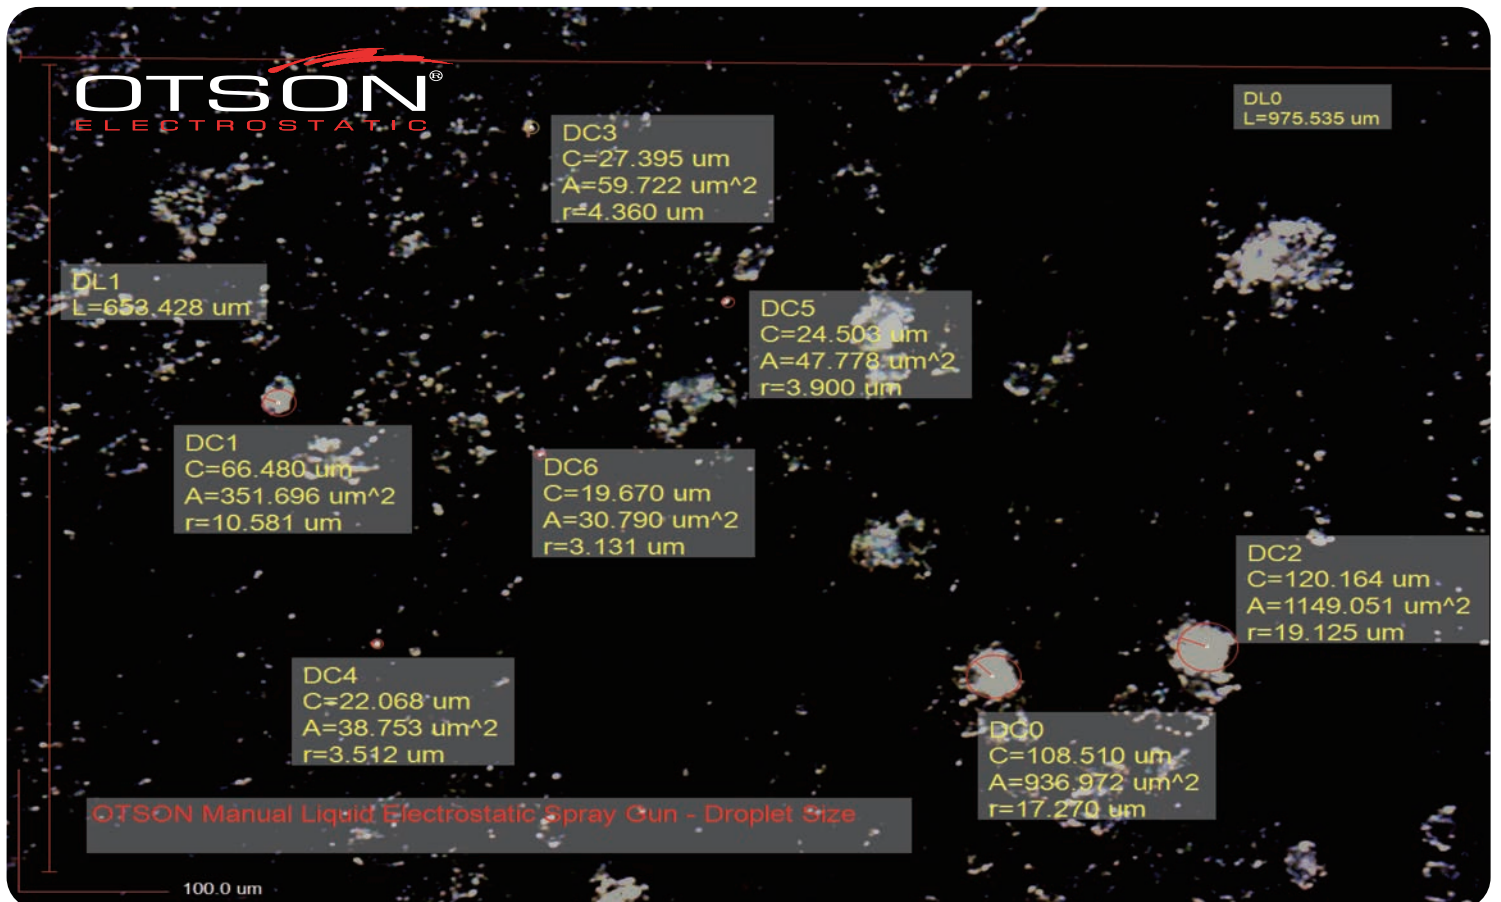 OTSON®
ELECTROSTATIC
DL0
L=975.535 um
DC3
C=27.395 um
A=59.722 um^2
r=4.360 um
DL1
L=653.428 um
DC5
C=24.503 um
A=47.778 um^2
r=3.900 um
DC1
C=66.480 um
A=351.696 um^2
r=10.581 um
DC6
C=19.670 um
A=30.790 um^2
r=3.131 um
DC2
C=120.164 um
A=1149.051 um^2
r=19.125 um
DC4
C=22.068 um
A=38.753 um^2
r=3.512 um
DC0
C=108.510 um
A=936.972 um^2
r=17.270 um
OTSON Manual Liquid Electrostatic Spray Gun - Droplet Size
100.0 um